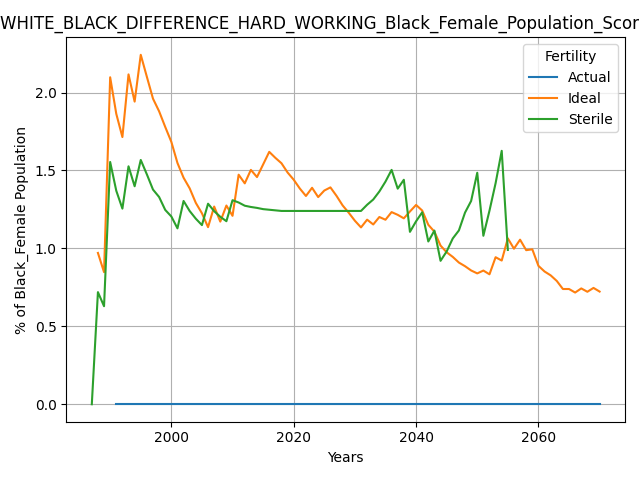 WHITE_BLACK_DIFFERENCE_HARD_WORKING_Black_Female_Population_Scor
Fertility
Actual
Ideal
Sterile
% of Black_Female Population
2.0
1.5
1.0
0.5
0.0
2000
2020
2040
2060
Years